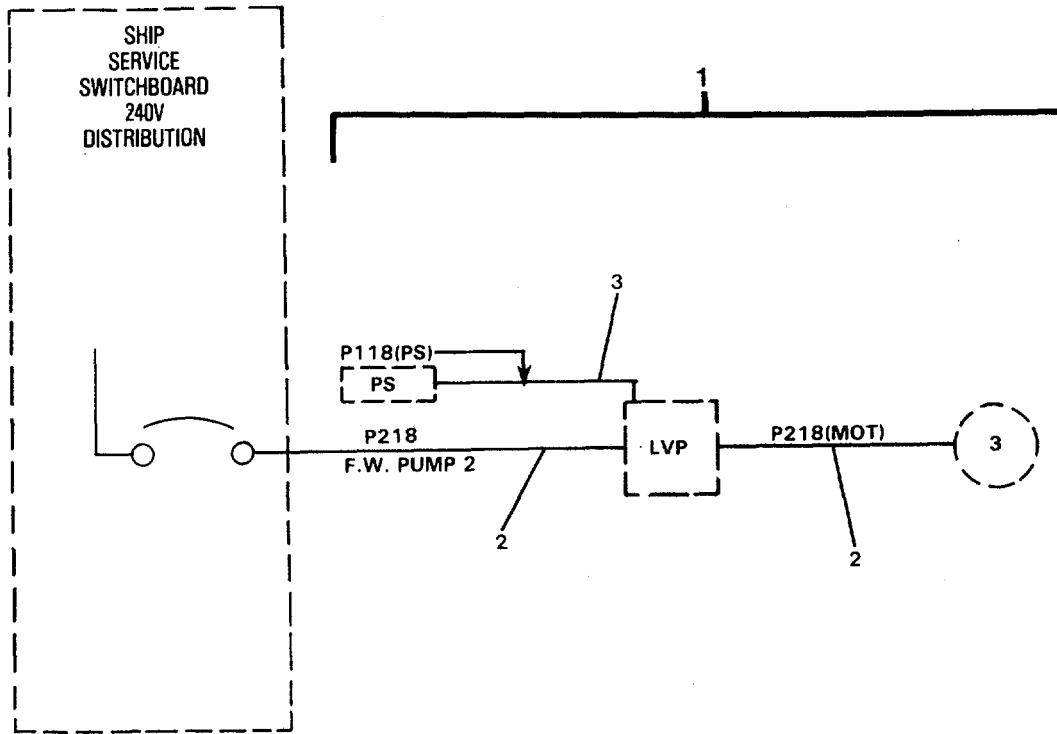 SHIP
SERVICE
SWITCHBOARD
240V
DISTRIBUTION
1
3
P118(PS)
PS
P218
F.W. PUMP 2
LVP
P218(MOT)
3
2
2